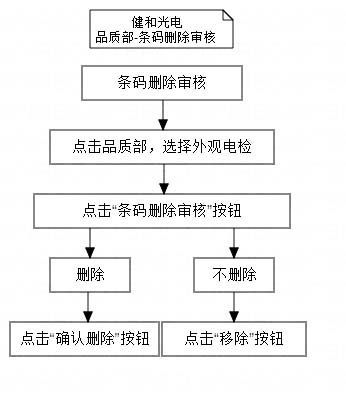 健和光电
品质部-条码删除审核
条码删除审核
点击品质部，选择外观电检
点击“条码删除审核”按钮
删除
不删除
点击“确认删除”按钮
点击“移除”按钮